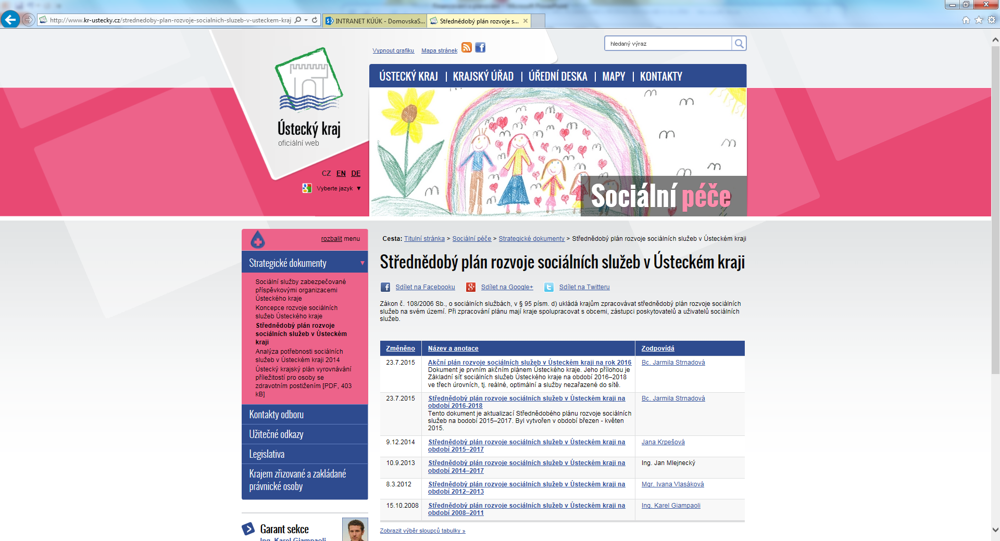 http://www.kr-ustecky.cz/strednedoby-plan-rozvoje-socialnich-sluzeb-v-usteckem-kraj
INTRANET KÚÚK - DomovskaS...
Střednědobý plán rozvoje s...
Vypnout grafiku
Mapa stránek
hledaný výraz
ÚSTECKÝ KRAJ | KRAJSKÝ ÚŘAD | ÚŘEDNÍ DESKA | MAPY | KONTAKTY
Ústecký kraj
oficiální web
CZ EN DE
Vyberte jazyk ▼
Sociální péče
rozbalit menu
Strategické dokumenty
Sociální služby zabezpečované
příspěvkovými organizacemi
Ústeckého kraje
Koncepce rozvoje sociálních
služeb Ústeckého kraje
Střednědobý plán rozvoje
sociálních služeb v Ústeckém
kraji
Analýza potřebnosti sociálních
služeb v Ústeckém kraji 2014
Ústecký krajský plán vyrovnávání
příležitostí pro osoby se
zdravotním postižením [PDF, 403
kB]
Kontakty odboru
Užitečné odkazy
Legislativa
Krajem zřizované a zakládané
právnické osoby
Garant sekce
Ing. Karel Giampaoli
Cesta: Titulní stránka > Sociální péče > Strategické dokumenty > Střednědobý plán rozvoje sociálních služeb v Ústeckém kraji
Střednědobý plán rozvoje sociálních služeb v Ústeckém kraji
Sdílet na Facebooku
Sdílet na Google+
Sdílet na Twitteru
Zákon č. 108/2006 Sb., o sociálních službách, v § 95 písm. d) ukládá krajům zpracovávat střednědobý plán rozvoje sociálních
služeb na svém území. Při zpracování plánu mají kraje spolupracovat s obcemi, zástupci poskytovatelů a uživatelů sociálních
služeb.
Změněno Název a anotace Zodpovídá
23.7.2015 Akční plán rozvoje sociálních služeb v Ústeckém kraji na rok 2016 Bc. Jarmila Strnadová
Dokument je prvním akčním plánem Ústeckého kraje. Jeho přílohou je
Základní síť sociálních služeb Ústeckého kraje na období 2016–2018
ve třech úrovních, tj. reálné, optimální a služby nezařazené do sítě.
23.7.2015 Střednědobý plán rozvoje sociálních služeb v Ústeckém kraji na Bc. Jarmila Strnadová
období 2016-2018
Tento dokument je aktualizací Střednědobého plánu rozvoje sociálních
služeb na bodobí 2015–2017. Byl vytvořen v období březen - květen
2015.
9.12.2014 Střednědobý plán rozvoje sociálních služeb v Ústeckém kraji na Jana Krpešová
období 2015–2017
10.9.2013 Střednědobý plán rozvoje sociálních služeb v Ústeckém kraji na Ing. Jan Mlejnecký
období 2014–2017
8.3.2012 Střednědobý plán rozvoje sociálních služeb v Ústeckém kraji na Mgr. Ivana Vlasáková
období 2012–2013
15.10.2008 Střednědobý plán rozvoje sociálních služeb v Ústeckém kraji na Ing. Karel Giampaoli
období 2008–2011
Zobrazit výběr sloupců tabulky »